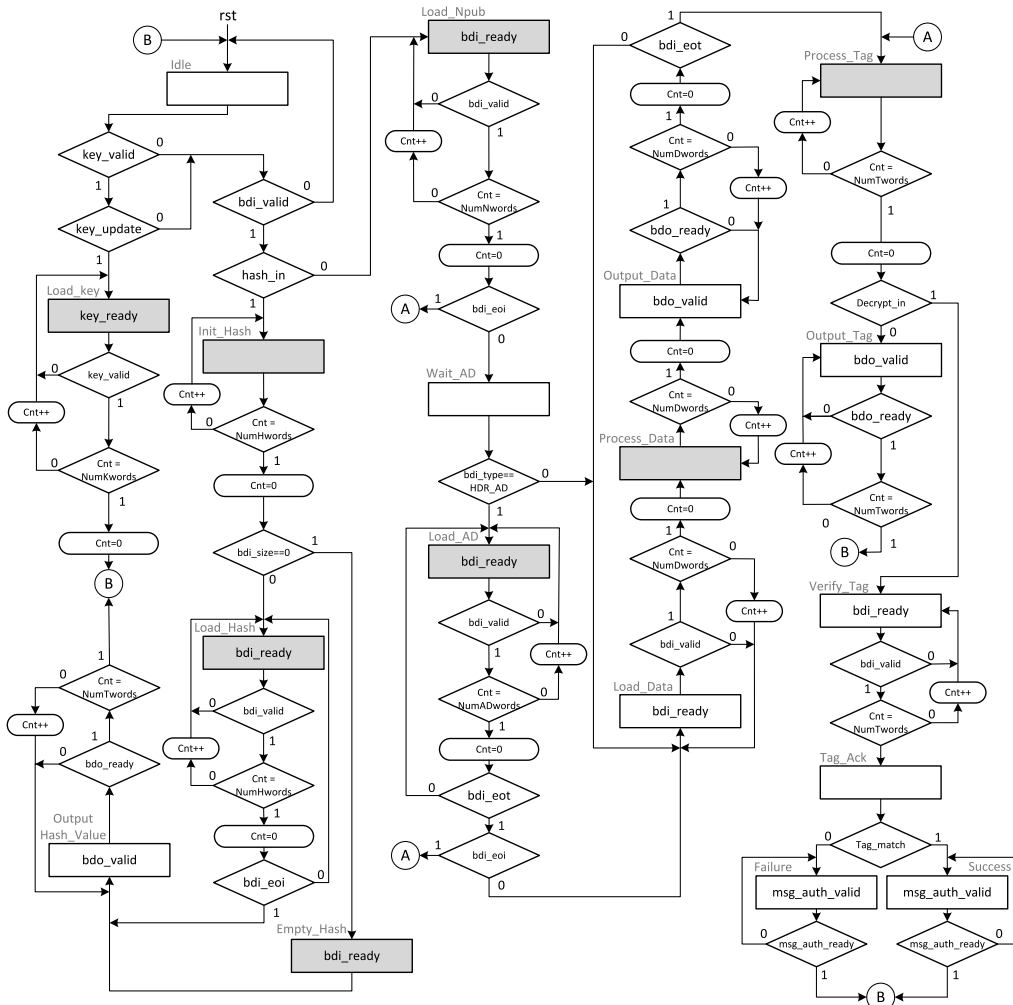 rst
B
Idle
key_valid
0
1
key_update
0
1
bdi_valid
0
1
hash_in
0
1
Load_key
key_ready
key_valid
0
1
Cnt++
Cnt =
NumKwords
0
1
Cnt=0
B
1
Cnt =
NumTwords
0
Cnt++
1
bdo_ready
0
Output
Hash_Value
bdo_valid
Init_Hash
Cnt++
Cnt =
NumHwords
0
1
Cnt=0
bdi_size==0
1
0
Load_Hash
bdi_ready
bdi_valid
0
1
Cnt++
Cnt =
NumHwords
0
1
Cnt=0
bdi_eoi
0
1
Empty_Hash
bdi_ready
Load_Npub
bdi_ready
bdi_valid
0
1
Cnt++
Cnt =
NumNwords
0
1
Cnt=0
bdi_eoi
1
A
0
Wait_AD
bdi_type==
HDR_AD
0
1
Load_AD
bdi_ready
bdi_valid
0
1
Cnt++
Cnt =
NumADwords
0
1
Cnt=0
bdi_eot
0
1
bdi_eoi
1
A
0
1
bdi_eot
0
Cnt=0
1
Cnt =
NumDwords
0
Cnt++
1
bdo_ready
0
Output_Data
bdo_valid
Cnt=0
1
Cnt =
NumDwords
0
Cnt++
Process_Data
Cnt=0
1
Cnt =
NumDwords
0
Cnt++
1
bdi_valid
0
Load_Data
bdi_ready
A
Process_Tag
Cnt++
Cnt =
NumTwords
0
1
Cnt=0
Decrypt_in
1
0
Output_Tag
bdo_valid
bdo_ready
0
1
Cnt++
Cnt =
NumTwords
0
1
B
Verify_Tag
bdi_ready
bdi_valid
0
1
Cnt++
Cnt =
NumTwords
0
1
Tag_Ack
Tag_match
0
1
Failure
Success
msg_auth_valid
msg_auth_valid
msg_auth_ready
0
1
msg_auth_ready
0
1
B